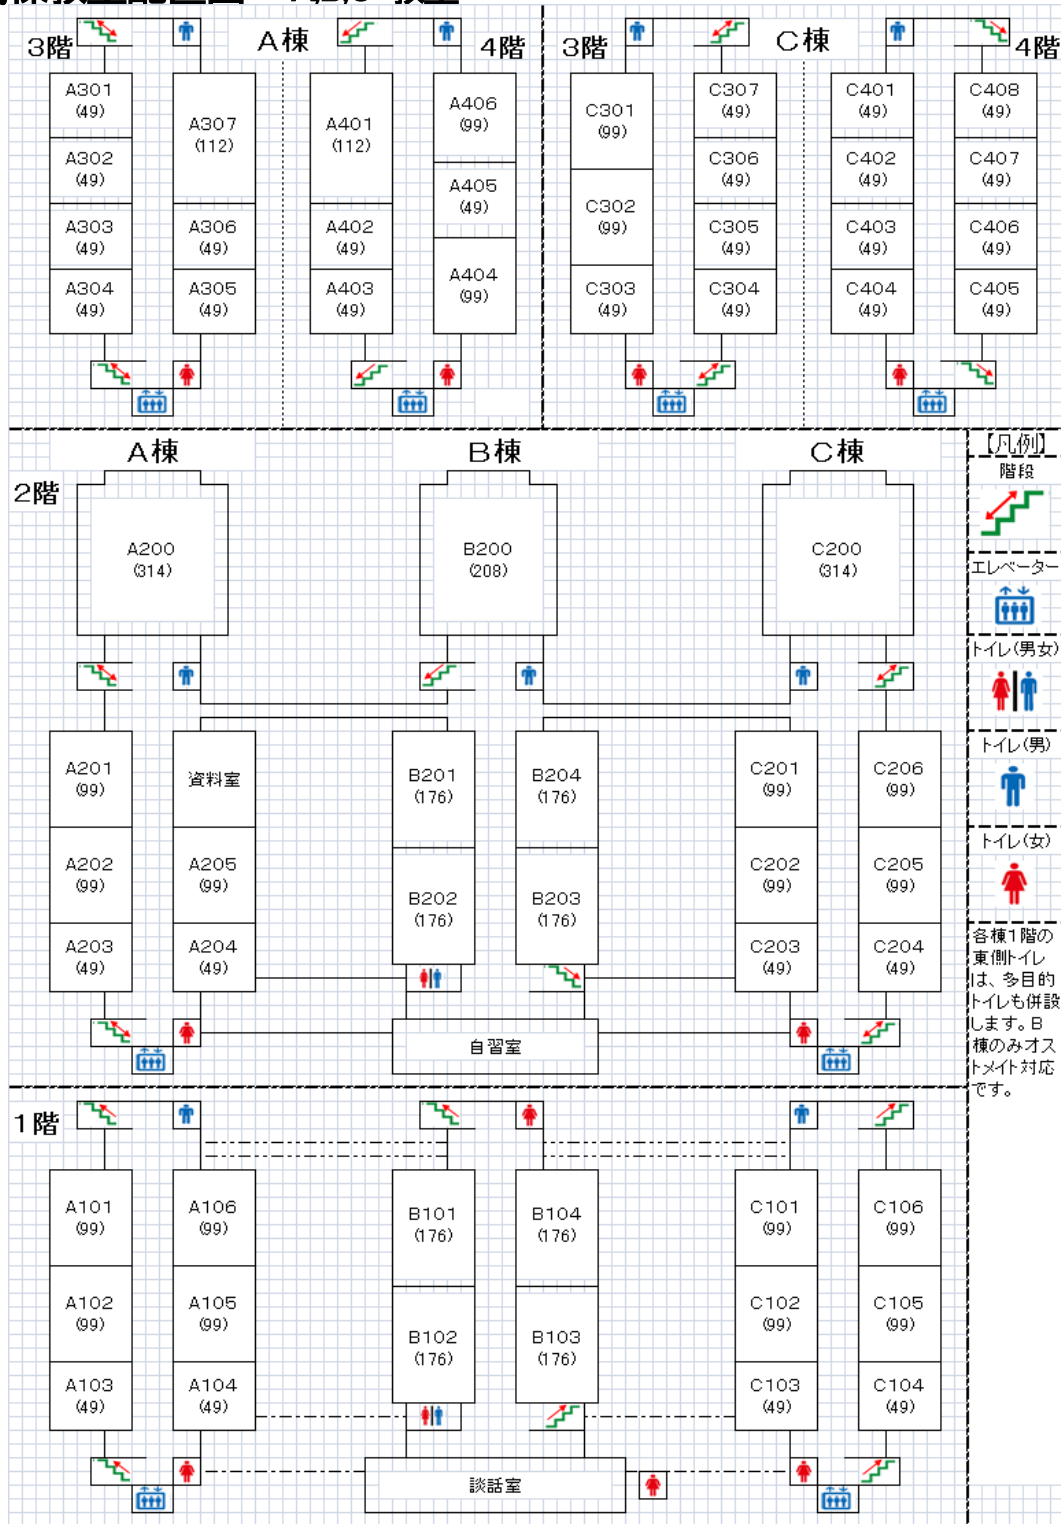 棟教室配置図 A,B,C 教室
3階
A棟
4階
3階
C棟
4階
A301
(49)
A302
(49)
A303
(49)
A304
(49)
A307
(112)
A306
(49)
A305
(49)
A401
(112)
A402
(49)
A403
(49)
A406
(99)
A405
(49)
A404
(99)
C301
(99)
C302
(99)
C303
(49)
C307
(49)
C306
(49)
C305
(49)
C304
(49)
C401
(49)
C402
(49)
C403
(49)
C404
(49)
C408
(49)
C407
(49)
C406
(49)
C405
(49)
2階
A棟
B棟
C棟
A200
(314)
B200
(208)
C200
(314)
A201
(99)
A202
(99)
A203
(49)
資料室
A205
(99)
A204
(49)
B201
(176)
B202
(176)
B204
(176)
B203
(176)
C201
(99)
C202
(99)
C203
(49)
C206
(99)
C205
(99)
C204
(49)
自習室
【凡例】
階段
エレベーター
トイレ(男女)
トイレ(男)
トイレ(女)
各棟1階の
東側トイレ
は、多目的
トイレも併設
します。B
棟のみオス
トメイト対応
です。
1階
A101
(99)
A102
(99)
A103
(49)
A106
(99)
A105
(99)
A104
(49)
B101
(176)
B102
(176)
B104
(176)
B103
(176)
C101
(99)
C102
(99)
C103
(49)
C106
(99)
C105
(99)
C104
(49)
談話室